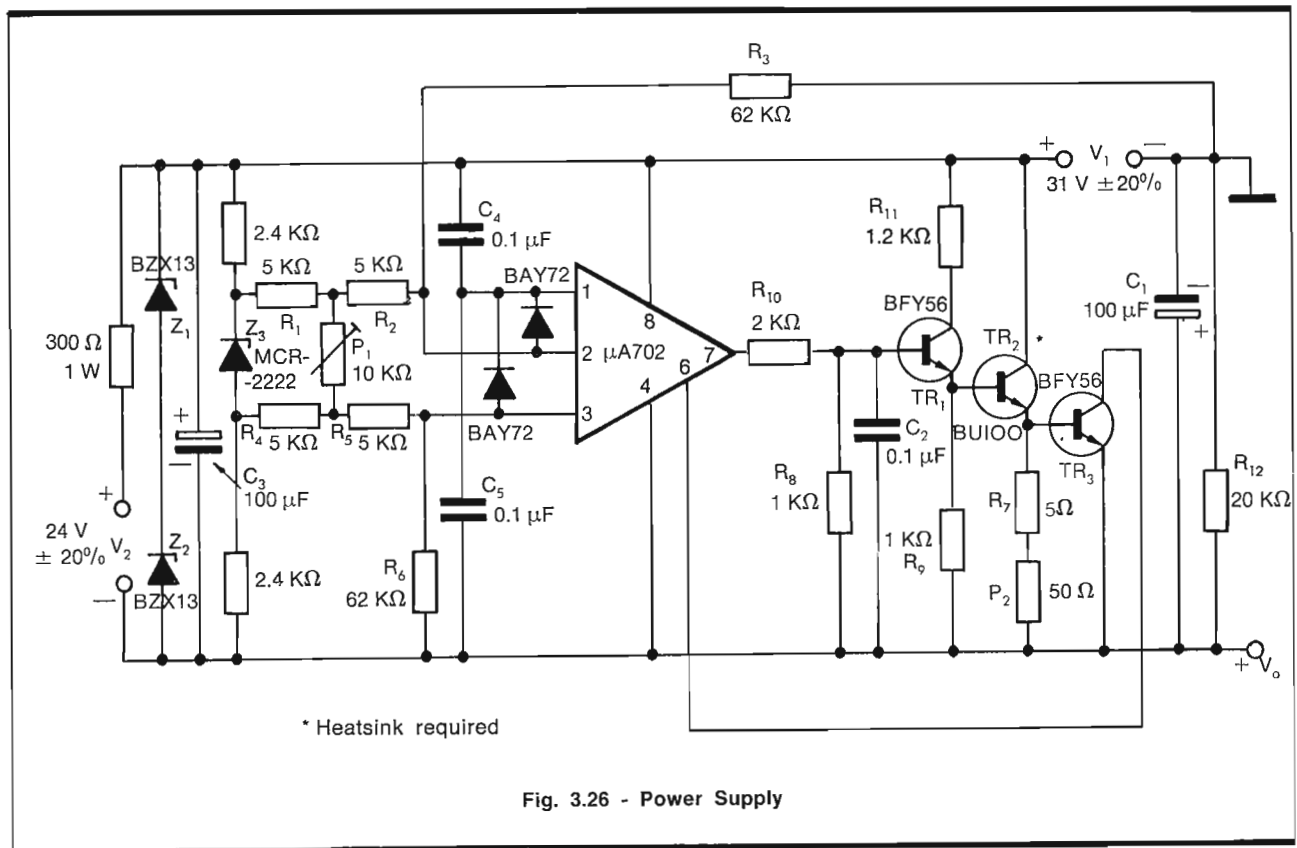 R3
62 KΩ
+ V1 −
31 V ±20%
C4
0.1 µF
R11
1.2 KΩ
2.4 KΩ
BZX13
5 KΩ
5 KΩ
BAY72
R1
R2
Z1
Z3
MCR-
-2222
P1
10 KΩ
1
2
3
8
µA702
6
7
4
R10
2 KΩ
BFY56
TR1
TR2
*
BFY56
BU100
TR3
C1
100 µF
−
+
300 Ω
1 W
R4
5 KΩ
R5
5 KΩ
BAY72
+
−
C3
100 µF
C2
0.1 µF
R8
1 KΩ
R7
5Ω
R12
20 KΩ
C5
0.1 µF
+
24 V
± 20% V2
−
Z2
BZX13
2.4 KΩ
R6
62 KΩ
1 KΩ
R9
P2
50 Ω
+ Vo
* Heatsink required
Fig. 3.26 - Power Supply